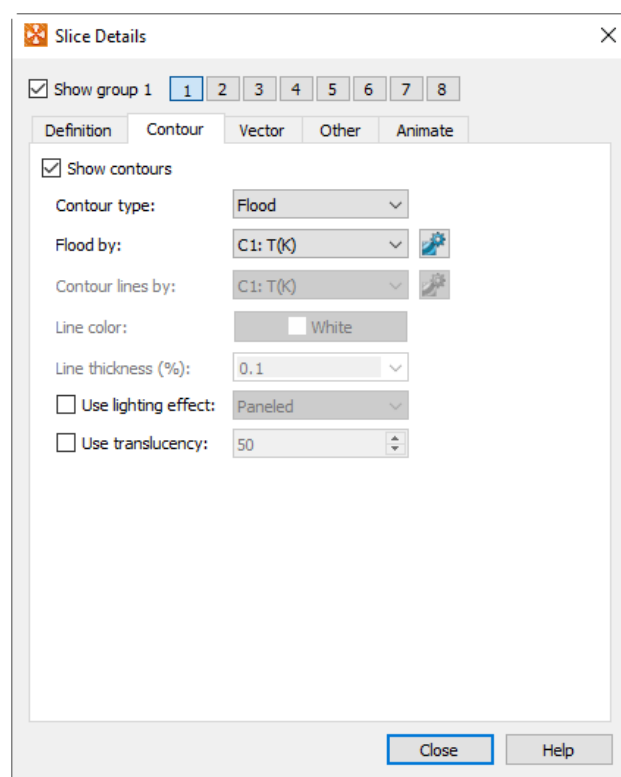 Slice Details
Show group 1 1 2 3 4 5 6 7 8
Definition Contour Vector Other Animate
Show contours
Contour type: Flood
Flood by: C1: T(K)
Contour lines by: C1: T(K)
Line color: White
Line thickness (%): 0.1
Use lighting effect: Paneled
Use translucency: 50
Close Help